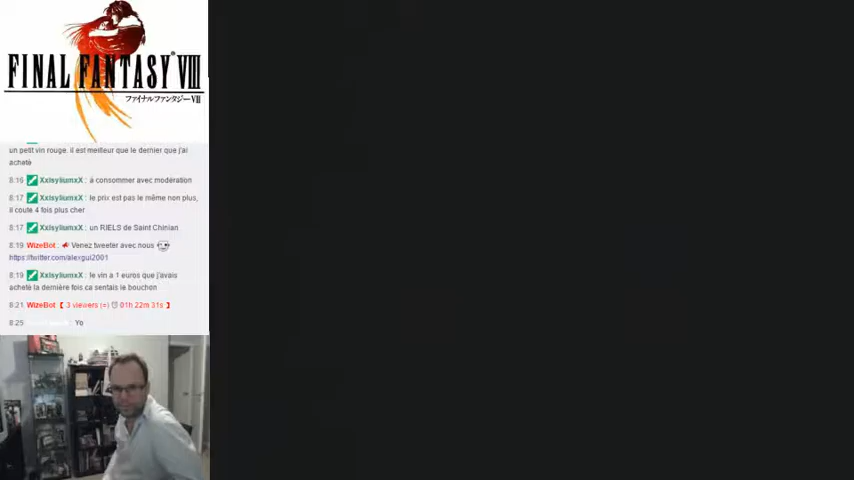 FINAL FANTASY VIII
ファイナルファンタジーVIII
un petit vin rouge. il est meilleur que le dernier que j'ai
acheté
8:16 XxlsyliumxX : à consommer avec modération
8:17 XxlsyliumxX : le prix est pas le même non plus,
il coute 4 fois plus cher
8:17 XxlsyliumxX : un RIELS de Saint Chinian
8:19 WizeBot : Venez tweeter avec nous
https://twitter.com/alexgui2001
8:19 XxlsyliumxX : le vin a 1 euros que j'avais
acheté la dernière fois ca sentais le bouchon
8:21 WizeBot 【 3 viewers (=) 01h 22m 31s 】
8:25 : Yo